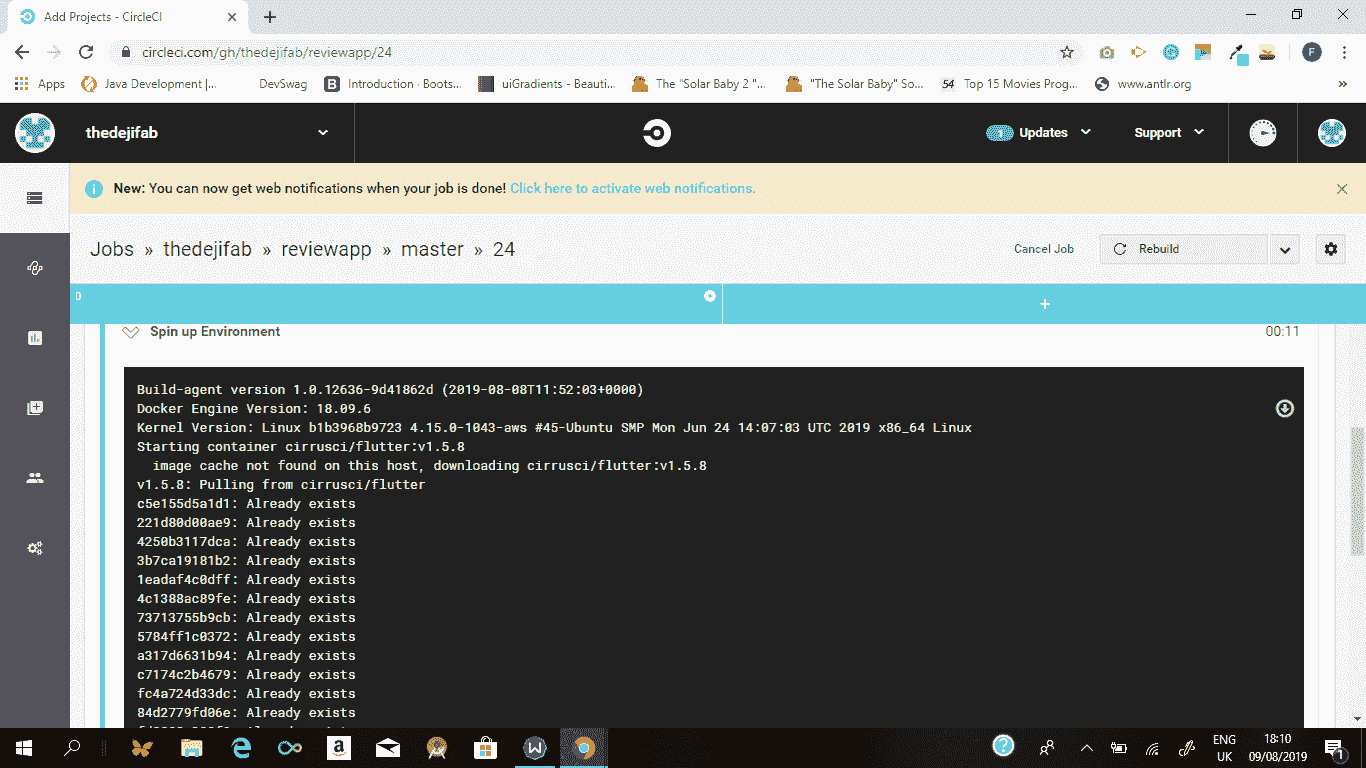 Add Projects - CircleCI
circleci.com/gh/thedejifab/reviewapp/24
F
Apps
Java Development |...
DevSwag
B
Introduction · Boots...
uiGradients - Beauti...
The "Solar Baby 2 "...
"The Solar Baby" So...
54
Top 15 Movies Prog...
www.antlr.org
thedejifab
1
Updates
Support
New: You can now get web notifications when your job is done! Click here to activate web notifications.
Jobs » thedejifab » reviewapp » master » 24
Cancel Job
Rebuild
0
+
Spin up Environment
00:11
Build-agent version 1.0.12636-9d41862d (2019-08-08T11:52:03+0000)
Docker Engine Version: 18.09.6
Kernel Version: Linux b1b3968b9723 4.15.0-1043-aws #45-Ubuntu SMP Mon Jun 24 14:07:03 UTC 2019 x86_64 Linux
Starting container cirrusci/flutter:v1.5.8
image cache not found on this host, downloading cirrusci/flutter:v1.5.8
v1.5.8: Pulling from cirrusci/flutter
c5e155d5a1d1: Already exists
221d80d00ae9: Already exists
4250b3117dca: Already exists
3b7ca19181b2: Already exists
1eadaf4c0dff: Already exists
4c1388ac89fe: Already exists
73713755b9cb: Already exists
5784ff1c0372: Already exists
a317d6631b94: Already exists
c7174c2b4679: Already exists
fc4a724d33dc: Already exists
84d2779fd06e: Already exists
ENG
UK
18:10
09/08/2019
1